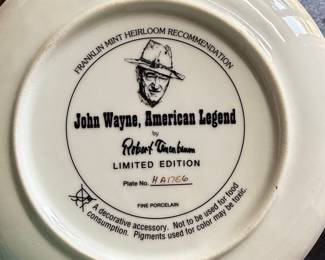 FRANKLIN MINT HEIRLOOM RECOMMENDATION
John Wayne, American Legend
by
Robert Tanenbaum
LIMITED EDITION
Plate No. HA1766
FINE PORCELAIN
A decorative accessory. Not to be used for food
consumption. Pigments used for color may be toxic.